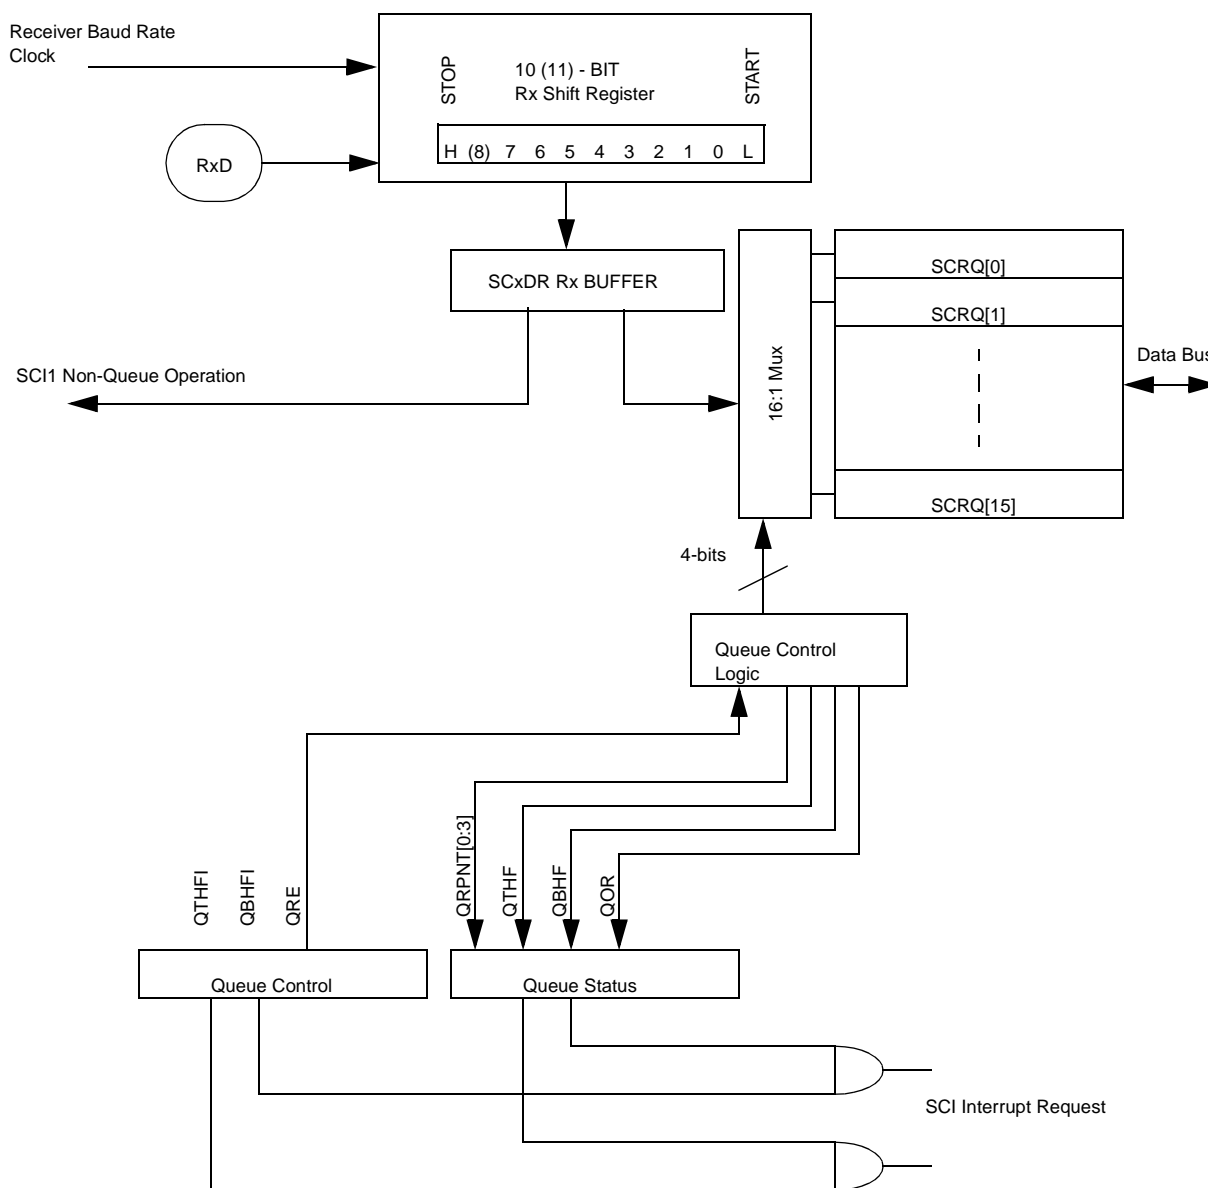 Receiver Baud Rate
Clock
STOP
10 (11) - BIT
Rx Shift Register
START
H (8) 7 6 5 4 3 2 1 0 L
RxD
SCxDR Rx BUFFER
SCRQ[0]
SCRQ[1]
16:1 Mux
Data Bus
SCI1 Non-Queue Operation
SCRQ[15]
4-bits
Queue Control
Logic
QTHFI
QBHFI
QRE
QRPNT[0:3]
QTHF
QBHF
QOR
Queue Control
Queue Status
SCI Interrupt Request